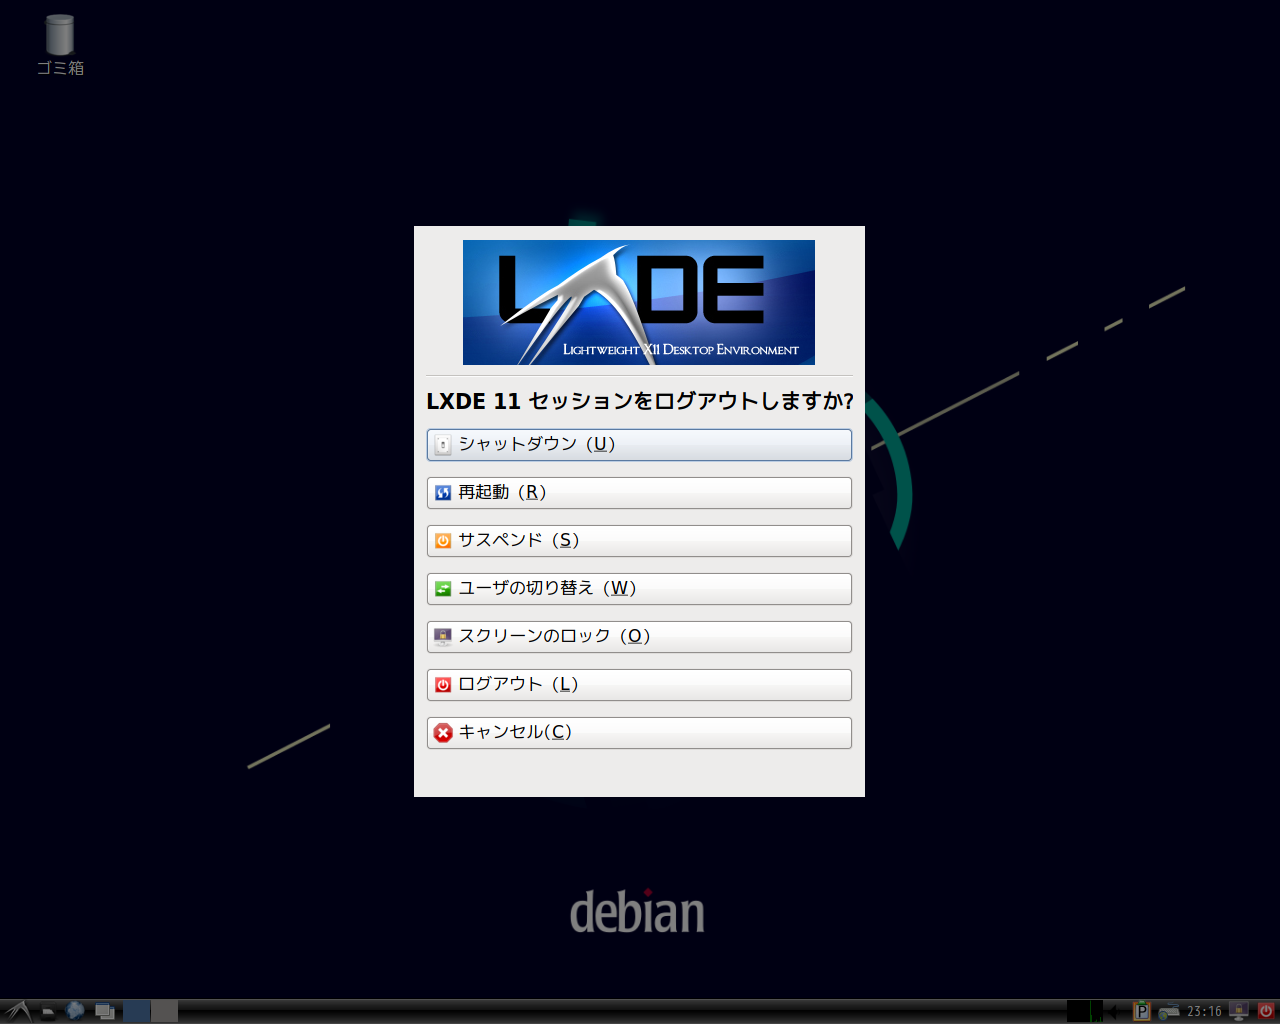 ゴミ箱
LXDE
LIGHTWEIGHT X11 DESKTOP ENVIRONMENT
LXDE 11 セッションをログアウトしますか?
シャットダウン（U）
再起動（R）
サスペンド（S）
ユーザの切り替え（W）
スクリーンのロック（O）
ログアウト（L）
キャンセル(C)
debian
P
23:16